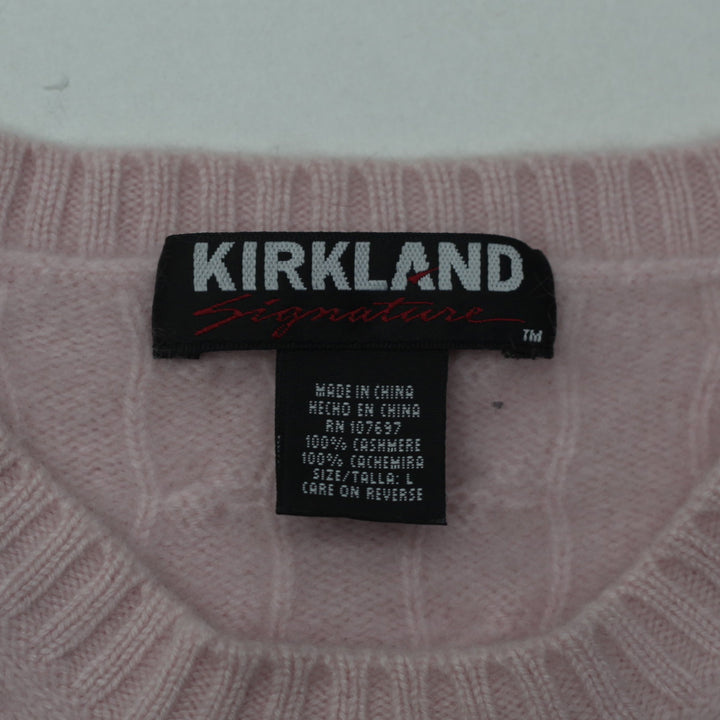 KIRKLAND
Signature
TM
MADE IN CHINA
HECHO EN CHINA
RN 107697
100% CASHMERE
100% CACHEMIRA
SIZE/TALLA: L
CARE ON REVERSE